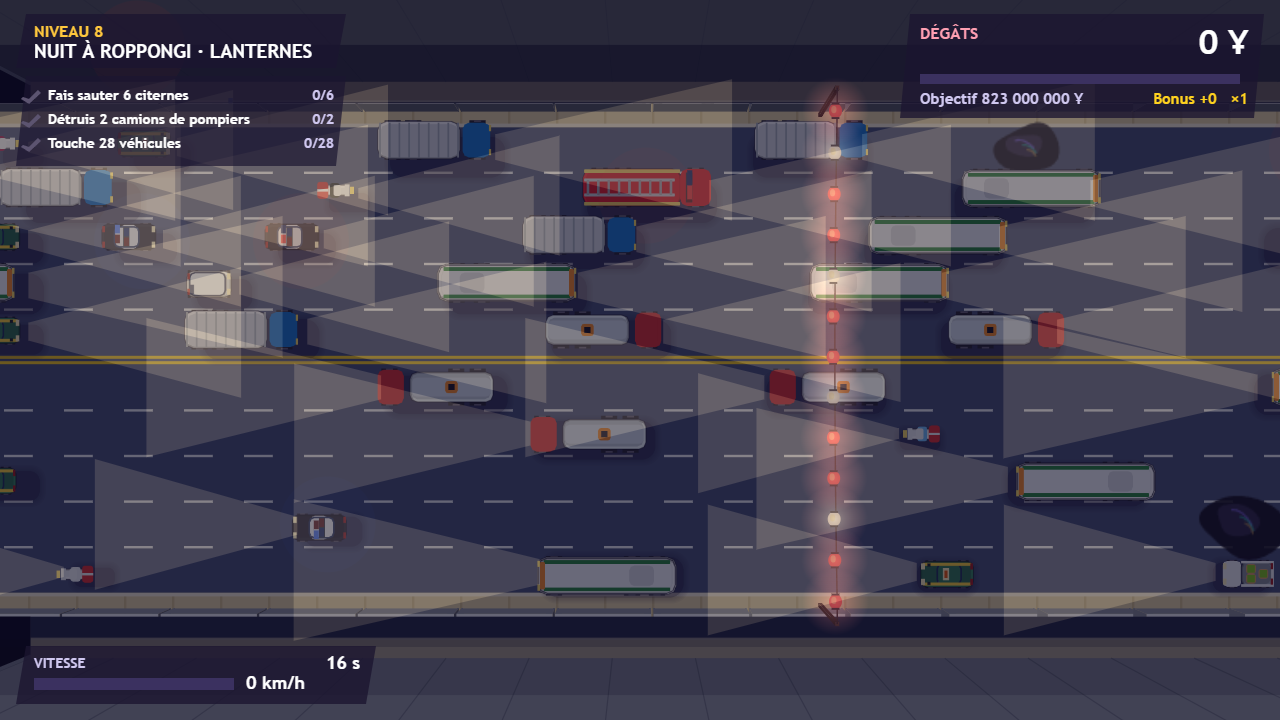 NIVEAU 8
NUIT À ROPPONGI · LANTERNES
Fais sauter 6 citernes 0/6
Détruis 2 camions de pompiers 0/2
Touche 28 véhicules 0/28
DÉGÂTS 0 ¥
Objectif 823 000 000 ¥ Bonus +0 ×1
VITESSE 16 s
0 km/h